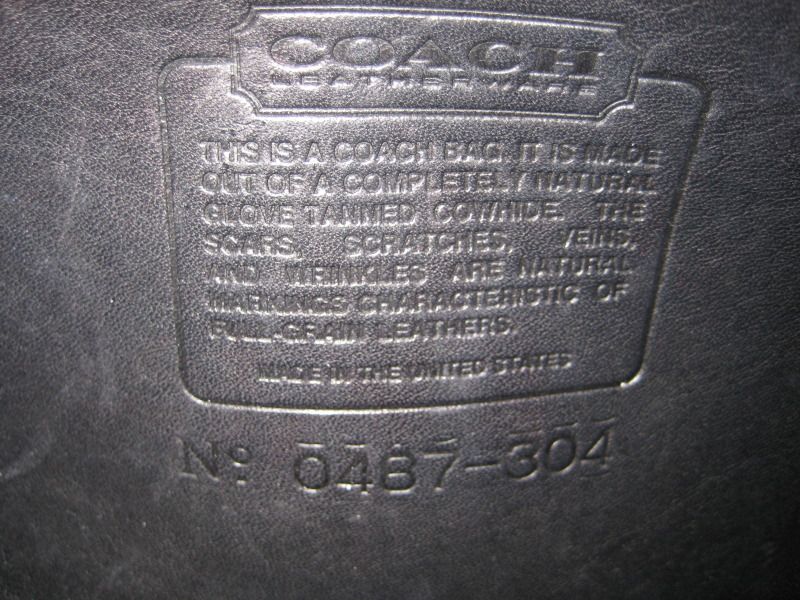 COACH
LEATHERWARE
THIS IS A COACH BAG. IT IS MADE
OUT OF A COMPLETELY NATURAL
GLOVE TANNED COWHIDE. THE
SCARS, SCRATCHES, VEINS,
AND WRINKLES ARE NATURAL
MARKINGS CHARACTERISTIC OF
FULL-GRAIN LEATHERS.
MADE IN THE UNITED STATES
No. 0487-304